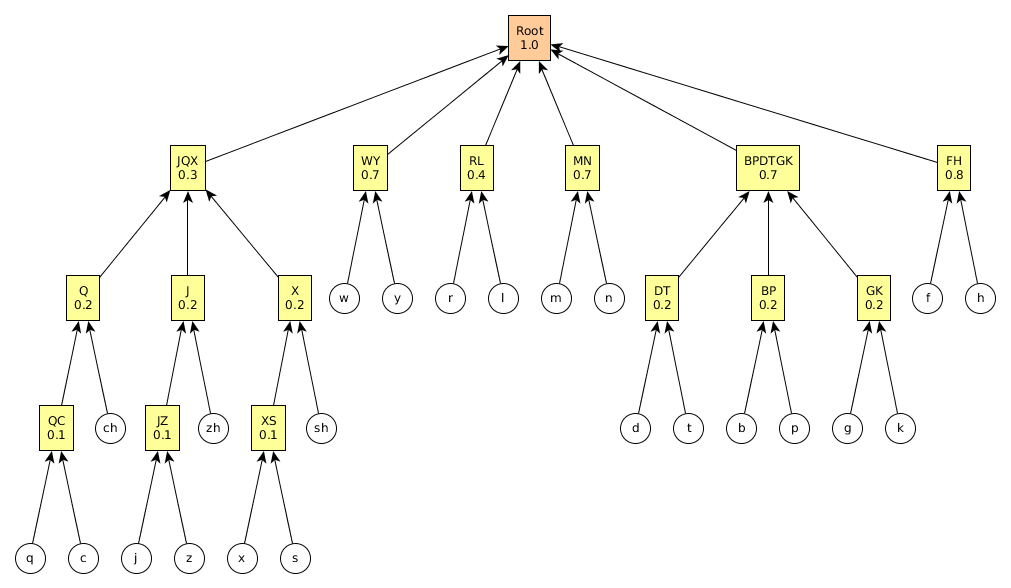 Root
1.0
JQX
0.3
WY
0.7
RL
0.4
MN
0.7
BPDTGK
0.7
FH
0.8
Q
0.2
J
0.2
X
0.2
w
y
r
l
m
n
DT
0.2
BP
0.2
GK
0.2
f
h
QC
0.1
ch
JZ
0.1
zh
XS
0.1
sh
d
t
b
p
g
k
q
c
j
z
x
s